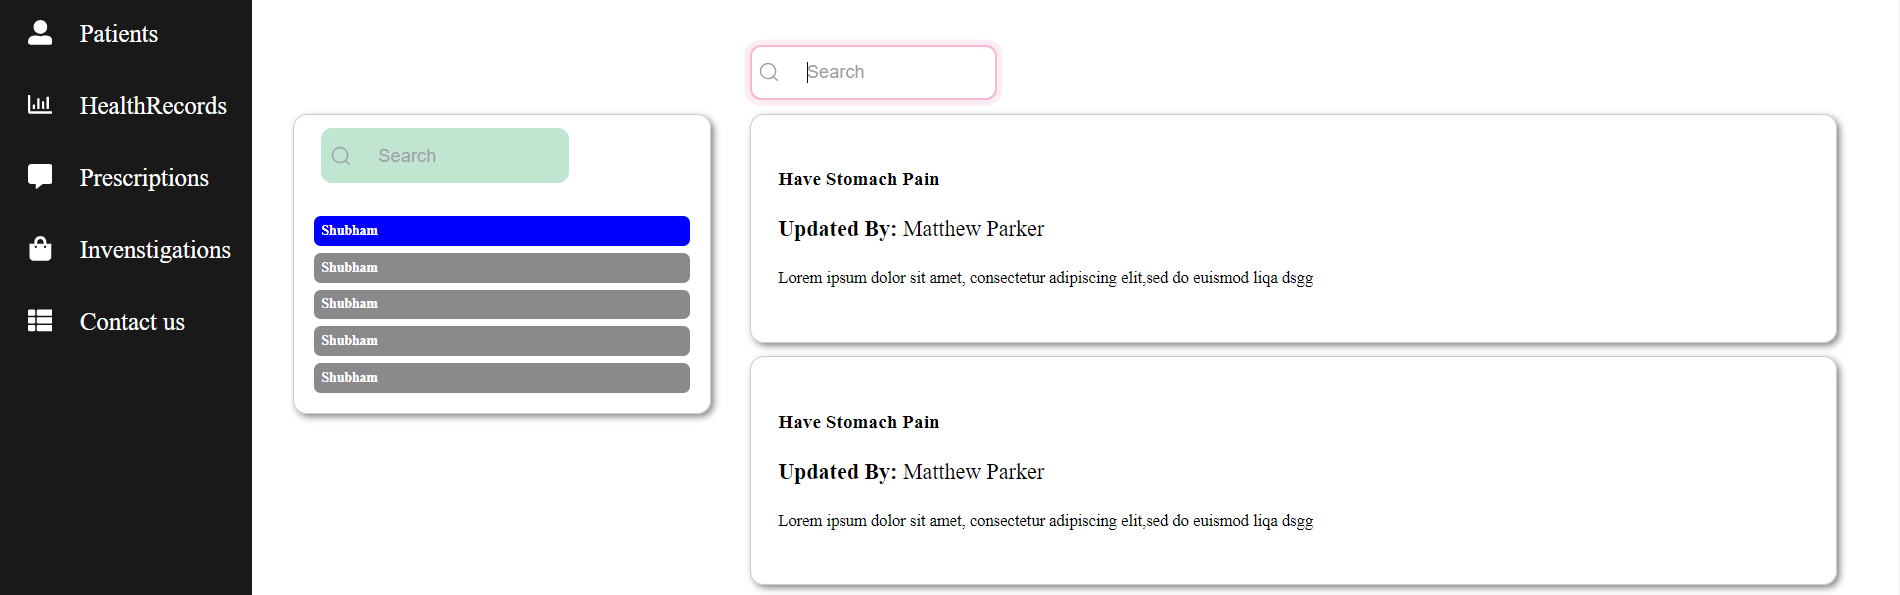 Patients
HealthRecords
Prescriptions
Invenstigations
Contact us
Search
Shubham
Shubham
Shubham
Shubham
Shubham
Search
Have Stomach Pain
Updated By: Matthew Parker
Lorem ipsum dolor sit amet, consectetur adipiscing elit,sed do euismod liqa dsgg
Have Stomach Pain
Updated By: Matthew Parker
Lorem ipsum dolor sit amet, consectetur adipiscing elit,sed do euismod liqa dsgg